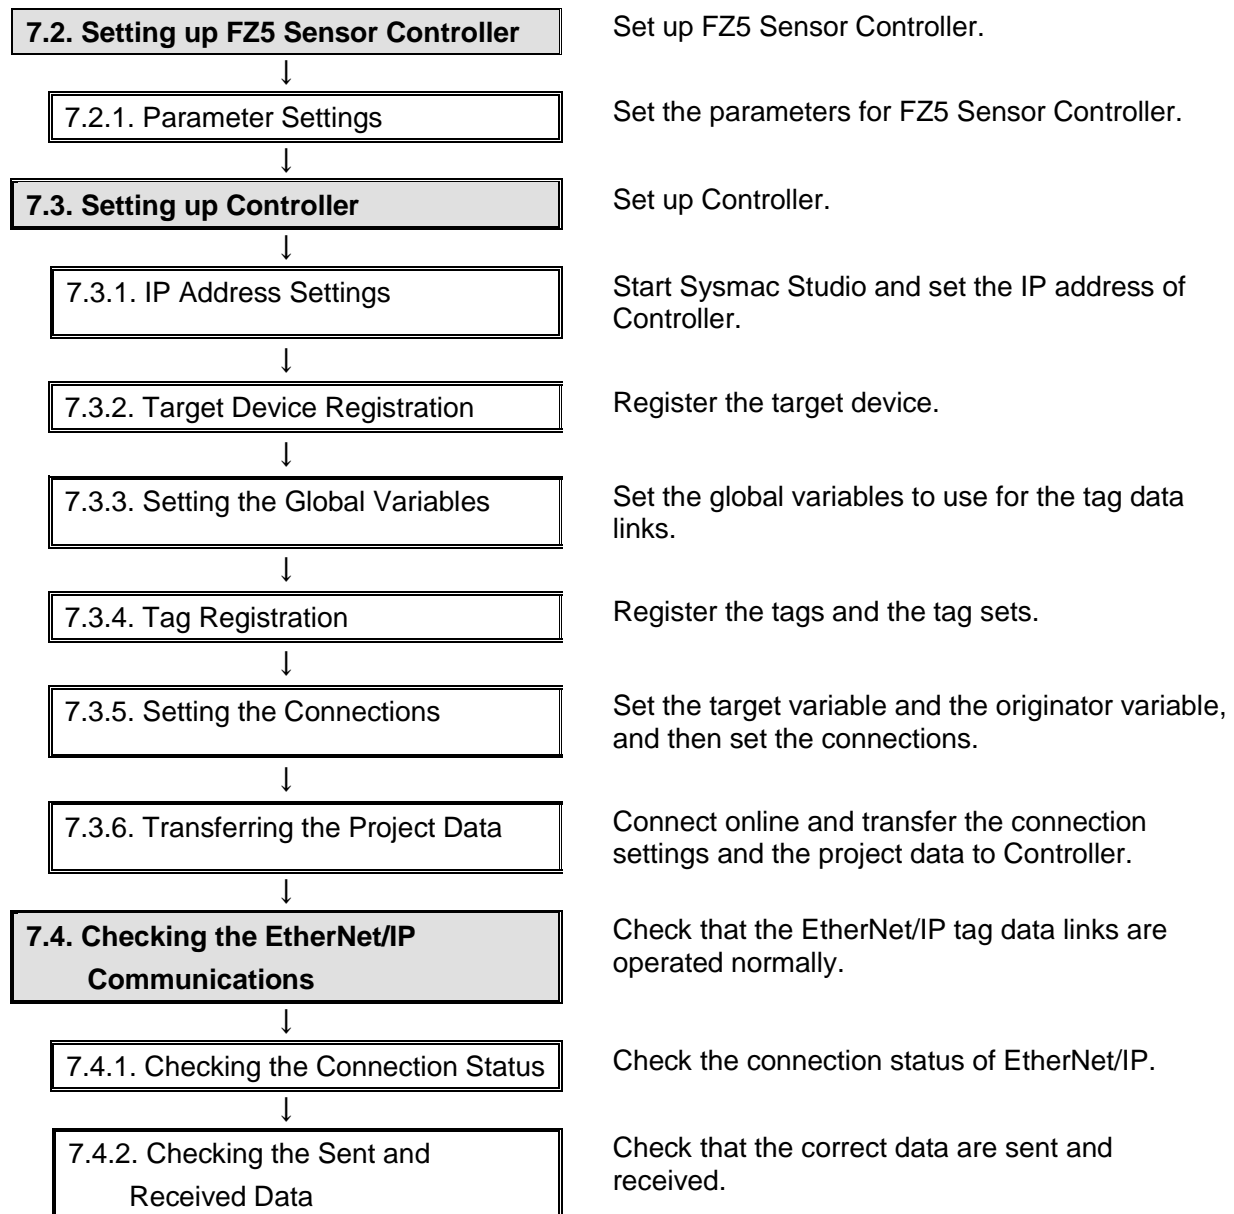 7.2. Setting up FZ5 Sensor Controller
Set up FZ5 Sensor Controller.
↓
7.2.1. Parameter Settings
Set the parameters for FZ5 Sensor Controller.
↓
7.3. Setting up Controller
Set up Controller.
↓
7.3.1. IP Address Settings
Start Sysmac Studio and set the IP address of
Controller.
↓
7.3.2. Target Device Registration
Register the target device.
↓
7.3.3. Setting the Global Variables
Set the global variables to use for the tag data
links.
↓
7.3.4. Tag Registration
Register the tags and the tag sets.
↓
7.3.5. Setting the Connections
Set the target variable and the originator variable,
and then set the connections.
↓
7.3.6. Transferring the Project Data
Connect online and transfer the connection
settings and the project data to Controller.
↓
7.4. Checking the EtherNet/IP
Communications
Check that the EtherNet/IP tag data links are
operated normally.
↓
7.4.1. Checking the Connection Status
Check the connection status of EtherNet/IP.
↓
7.4.2. Checking the Sent and
Received Data
Check that the correct data are sent and
received.